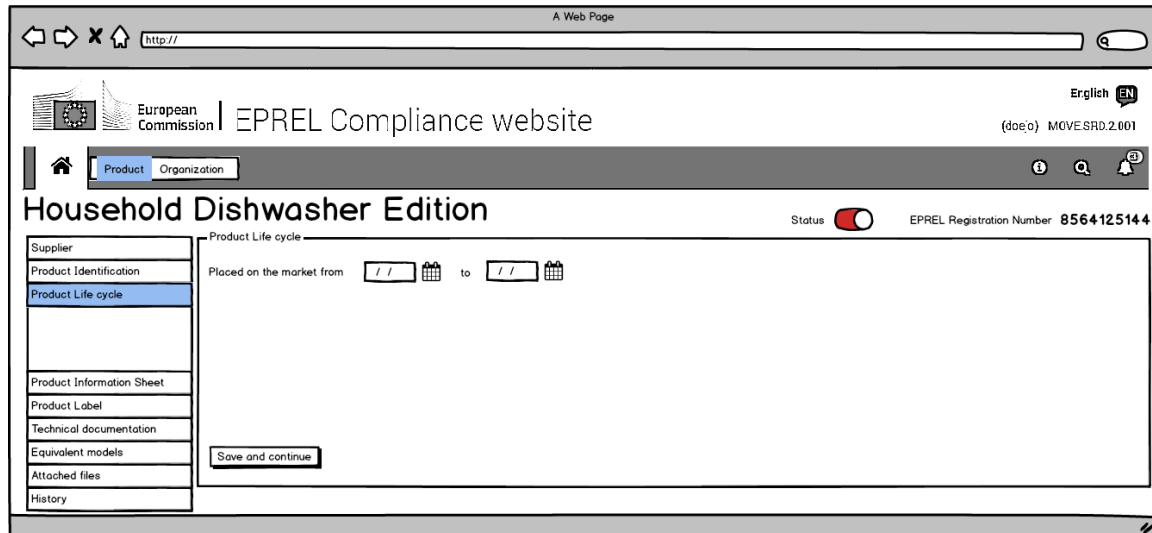 A Web Page
http://
English EN
European
Commission
EPREL Compliance website
(doejo) MOVE.SRD.2.001
Product Organization
Household Dishwasher Edition
Status
EPREL Registration Number 8564125144
Supplier
Product Identification
Product Life cycle
Product Information Sheet
Product Label
Technical documentation
Equivalent models
Attached files
History
Product Life cycle
Placed on the market from / / to / /
Save and continue